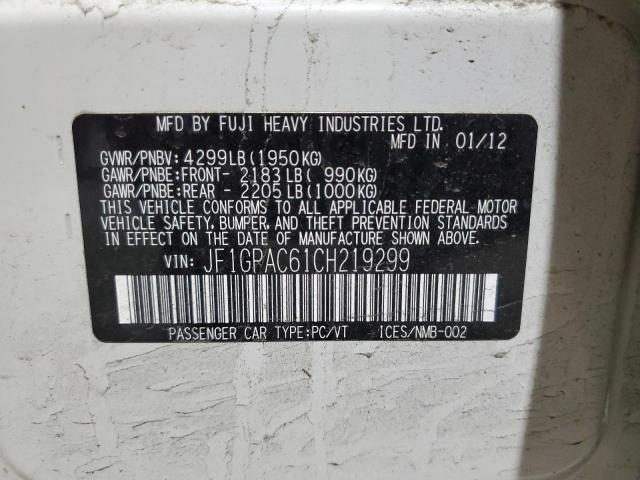 MFD BY FUJI HEAVY INDUSTRIES LTD.
MFD IN 01/12
GVWR/PNBV: 4299LB (1950KG)
GAWR/PNBE:FRONT- 2183LB( 990KG)
GAWR/PNBE:REAR - 2205LB(1000KG)
THIS VEHICLE CONFORMS TO ALL APPLICABLE FEDERAL MOTOR
VEHICLE SAFETY, BUMPER, AND THEFT PREVENTION STANDARDS
IN EFFECT ON THE DATE OF MANUFACTURE SHOWN ABOVE.
VIN: JF1GPAC61CH219299
PASSENGER CAR TYPE:PC/VT ICES/NMB-002